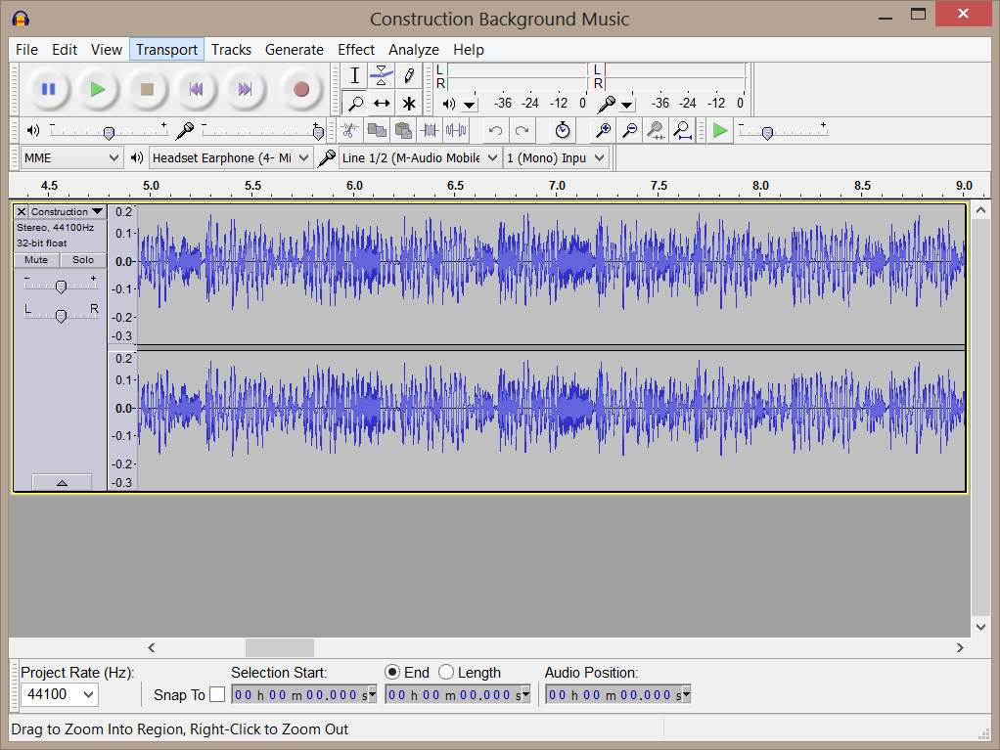 Construction Background Music
File Edit View Transport Tracks Generate Effect Analyze Help
L
R
-36 -24 -12 0
L
R
-36 -24 -12 0
- + - +
- +
MME
Headset Earphone (4- Mi
Line 1/2 (M-Audio Mobile
1 (Mono) Inpu
4.5 5.0 5.5 6.0 6.5 7.0 7.5 8.0 8.5 9.0
Construction
Stereo, 44100Hz
32-bit float
Mute Solo
- +
L R
0.2
0.1
0.0
-0.1
-0.2
-0.3
0.2
0.1
0.0
-0.1
-0.2
-0.3
Project Rate (Hz): Selection Start: End Length Audio Position:
44100 Snap To 00 h 00 m 00.000 s 00 h 00 m 00.000 s 00 h 00 m 00.000 s
Drag to Zoom Into Region, Right-Click to Zoom Out